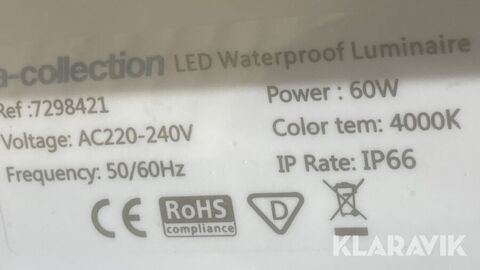 a-collection LED Waterproof Luminaire
Ref :7298421
Power : 60W
Voltage: AC220-240V
Color tem: 4000K
Frequency: 50/60Hz
IP Rate: IP66
CE RoHS compliance D
KLARAVIK